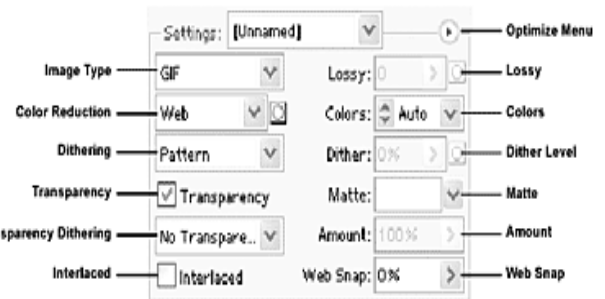 Settings: [Unnamed] Optimize Menu
Image Type GIF Lossy: 0 Lossy
Color Reduction Web Colors: Auto Colors
Dithering Pattern Dither: 0% Dither Level
Transparency Transparency Matte: Matte
sparency Dithering No Transpare... Amount: 100% Amount
Interlaced Interlaced Web Snap: 0% Web Snap